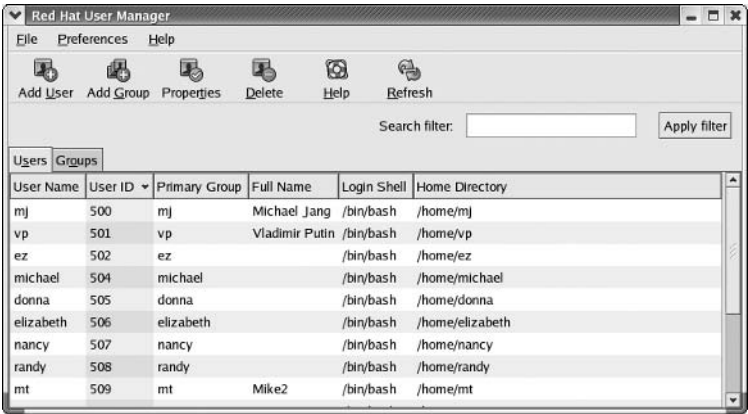 Red Hat User Manager
File Preferences Help
Add User Add Group Properties Delete Help Refresh
Search filter: Apply filter
Users Groups
User Name User ID Primary Group Full Name Login Shell Home Directory
mj 500 mj Michael Jang /bin/bash /home/mj
vp 501 vp Vladimir Putin /bin/bash /home/vp
ez 502 ez /bin/bash /home/ez
michael 504 michael /bin/bash /home/michael
donna 505 donna /bin/bash /home/donna
elizabeth 506 elizabeth /bin/bash /home/elizabeth
nancy 507 nancy /bin/bash /home/nancy
randy 508 randy /bin/bash /home/randy
mt 509 mt Mike2 /bin/bash /home/mt